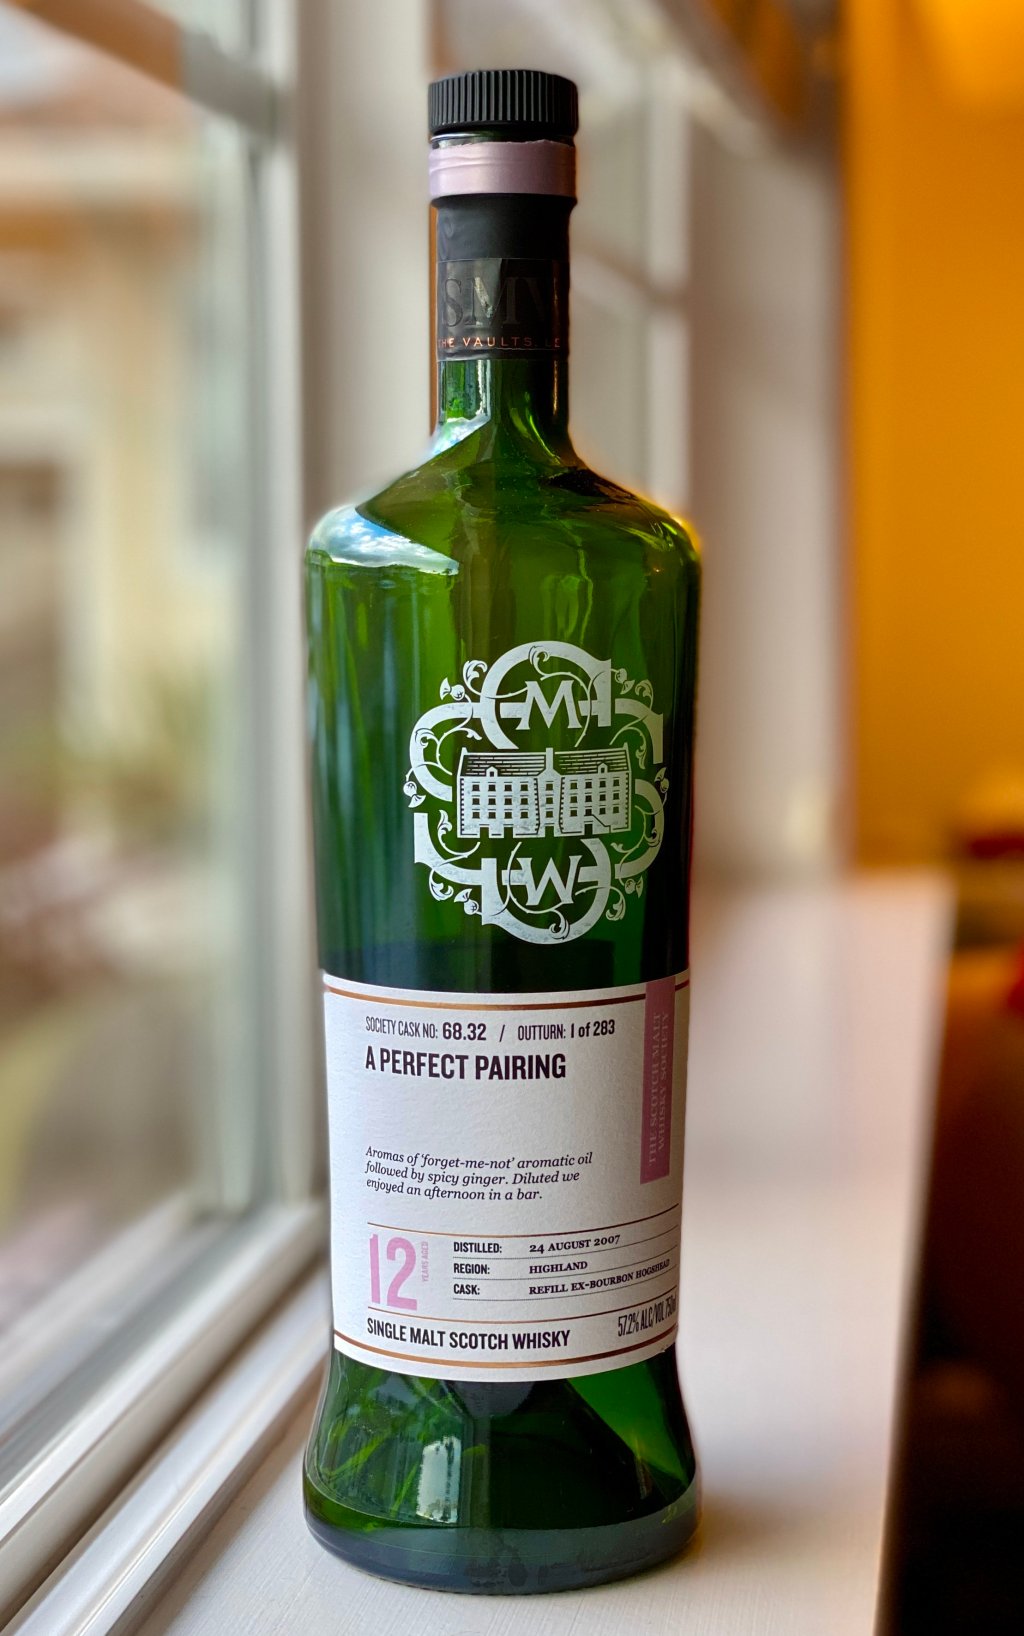 SMW
THE VAULTS. LE
M
W
SOCIETY CASK NO: 68.32 / OUTTURN: 1 of 283
A PERFECT PAIRING
THE SCOTCH MALT
WHISKY SOCIETY
Aromas of 'forget-me-not' aromatic oil
followed by spicy ginger. Diluted we
enjoyed an afternoon in a bar.
12
YEARS AGED
DISTILLED: 24 AUGUST 2007
REGION: HIGHLAND
CASK: REFILL EX-BOURBON HOGSHEAD
57.2% ALC/VOL 750ml
SINGLE MALT SCOTCH WHISKY